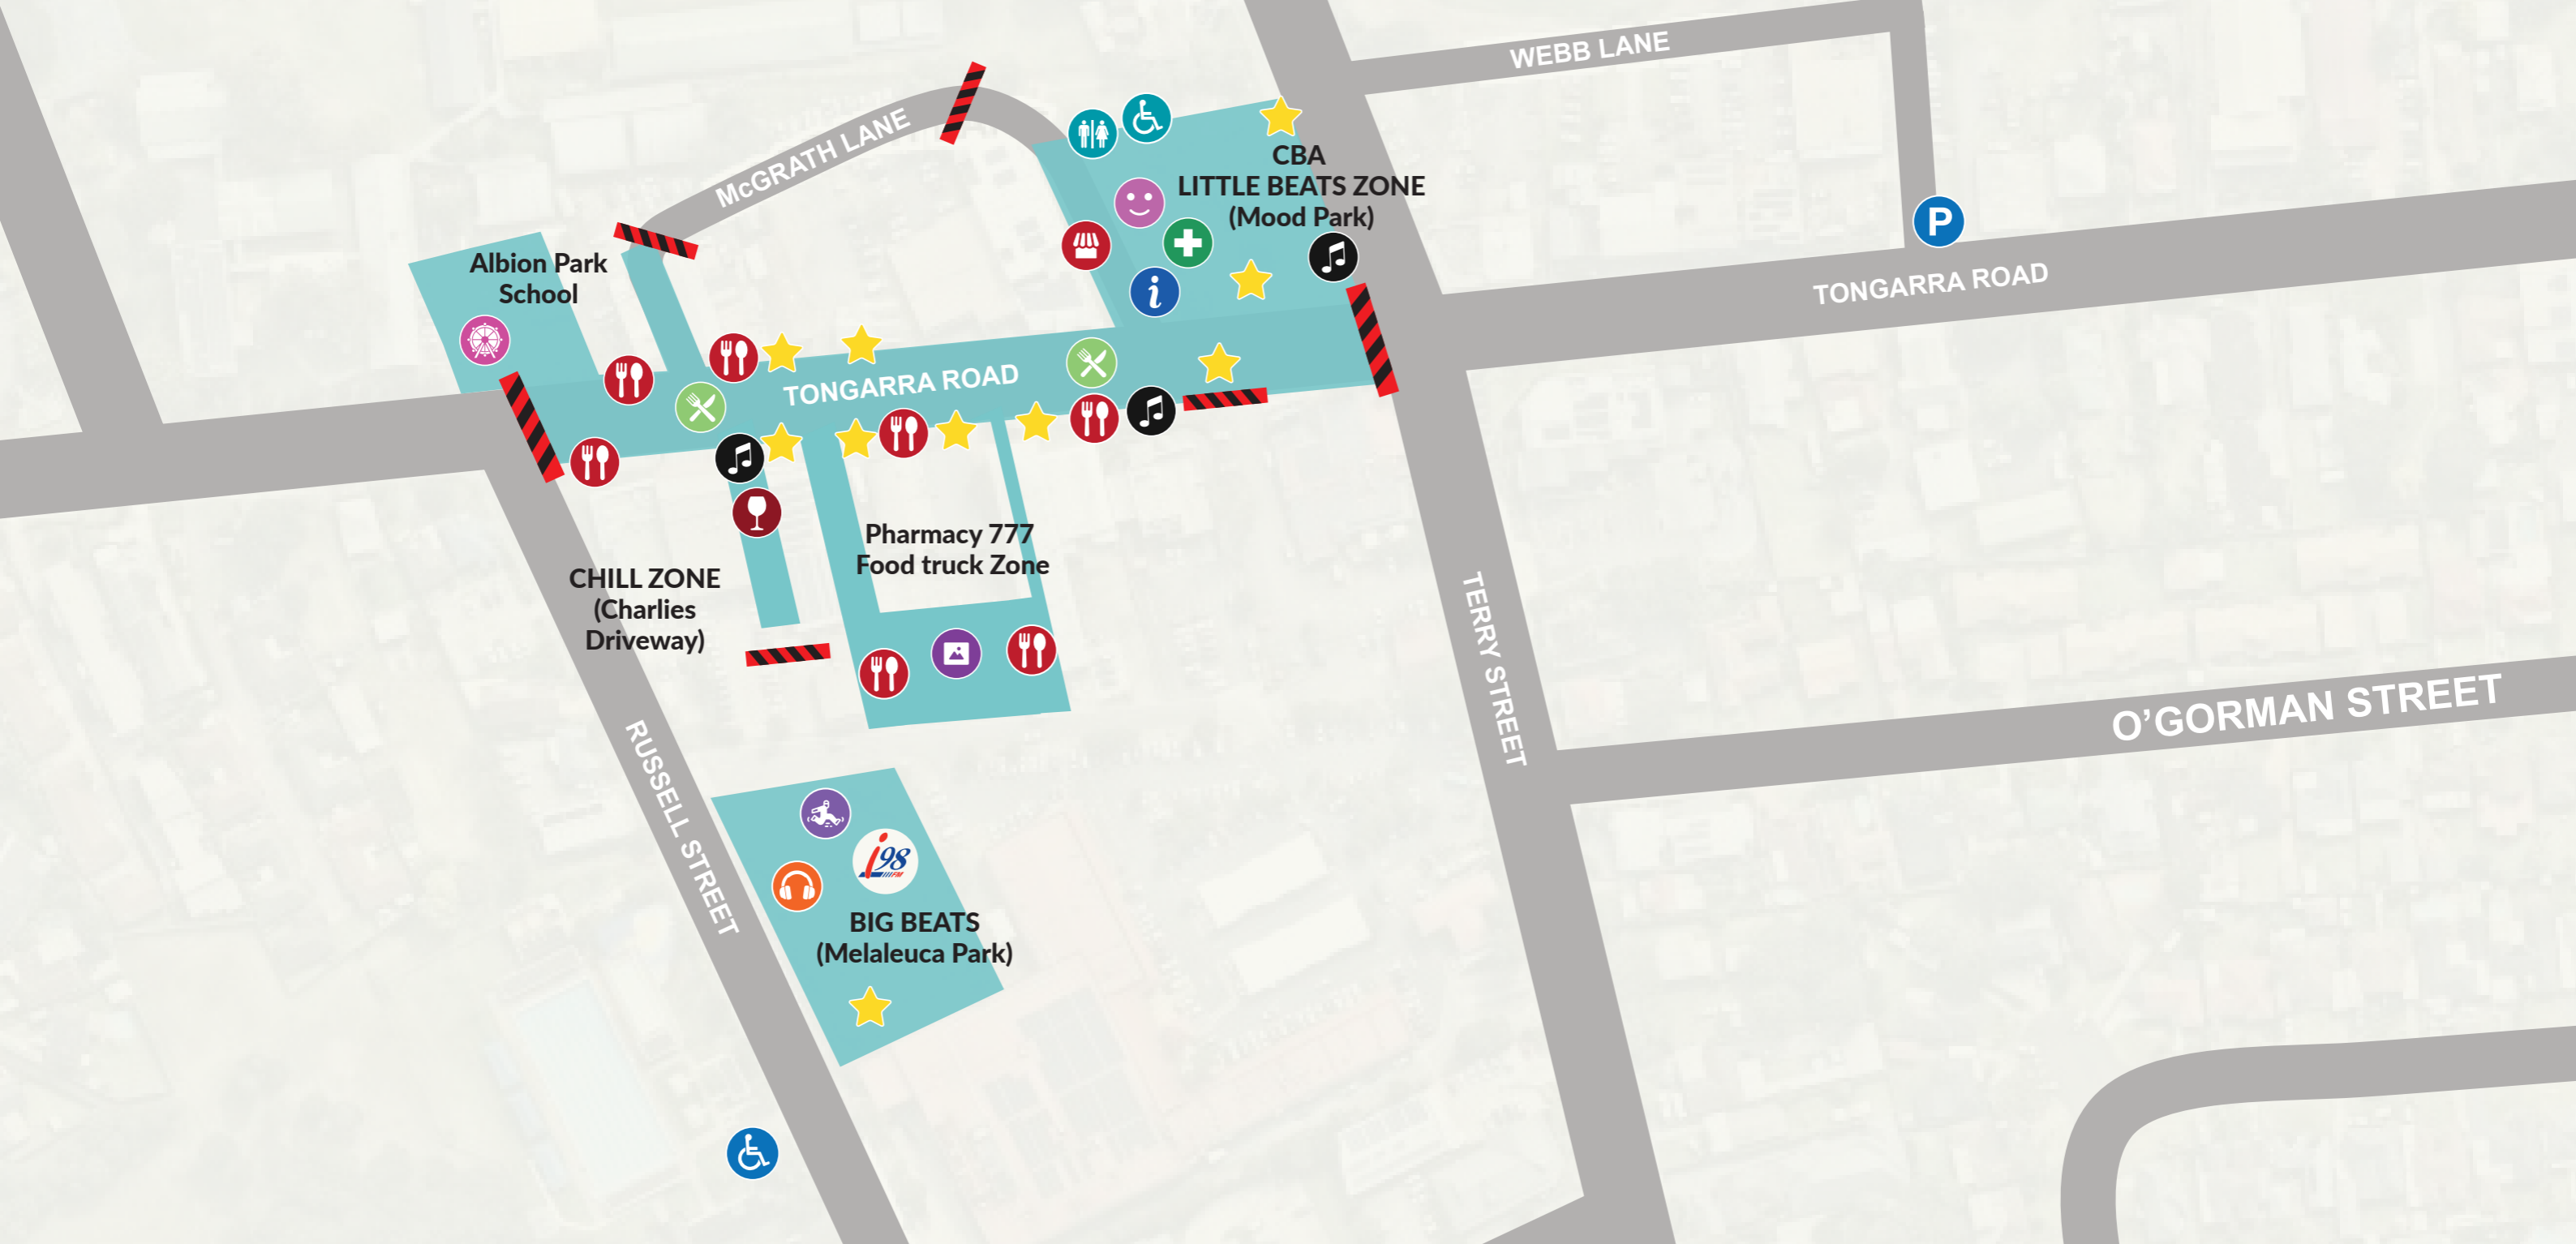 WEBB LANE
McGRATH LANE
CBA
LITTLE BEATS ZONE
(Mood Park)
P
Albion Park
School
i
TONGARRA ROAD
TONGARRA ROAD
Pharmacy 777
Food truck Zone
CHILL ZONE
(Charlies
Driveway)
TERRY STREET
O’GORMAN STREET
RUSSELL STREET
i98
FM
BIG BEATS
(Melaleuca Park)